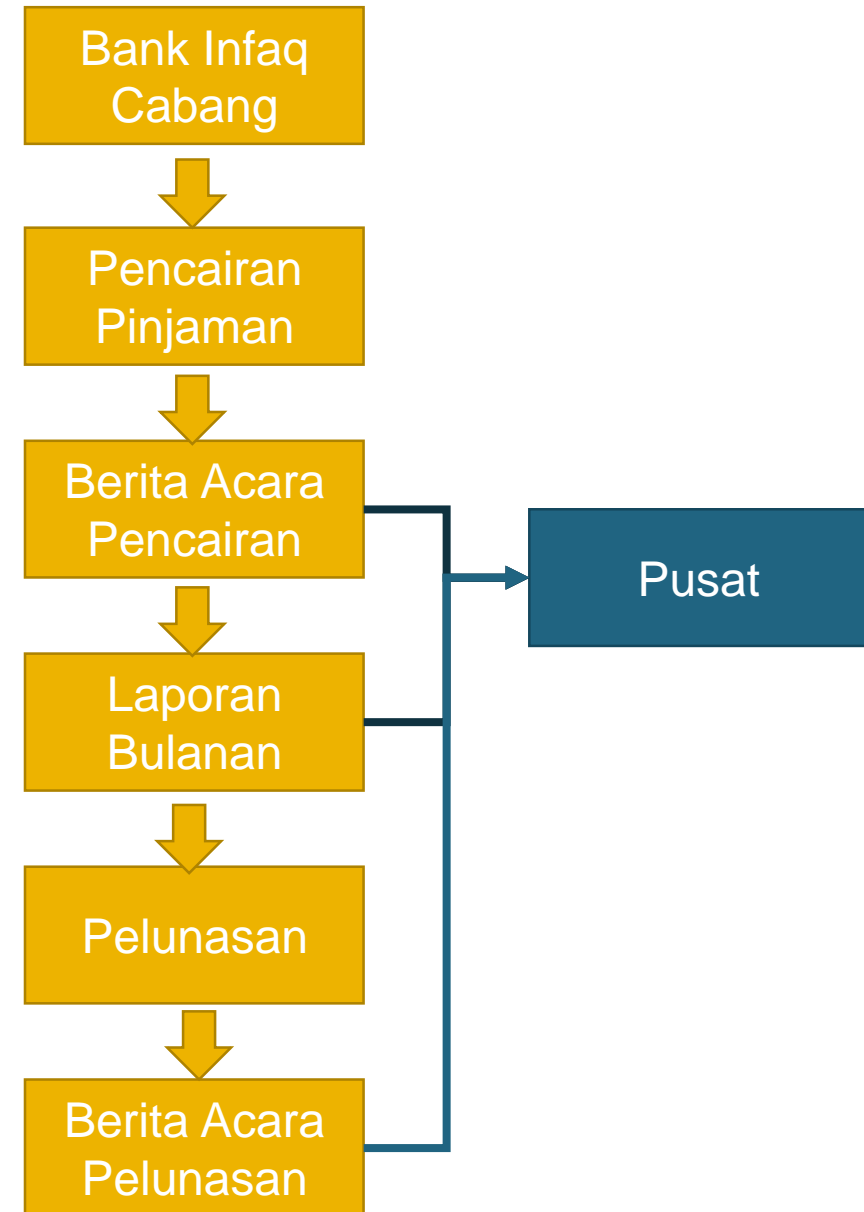 Bank Infaq
Cabang
Pencairan
Pinjaman
Berita Acara
Pencairan
Pusat
Laporan
Bulanan
Pelunasan
Berita Acara
Pelunasan